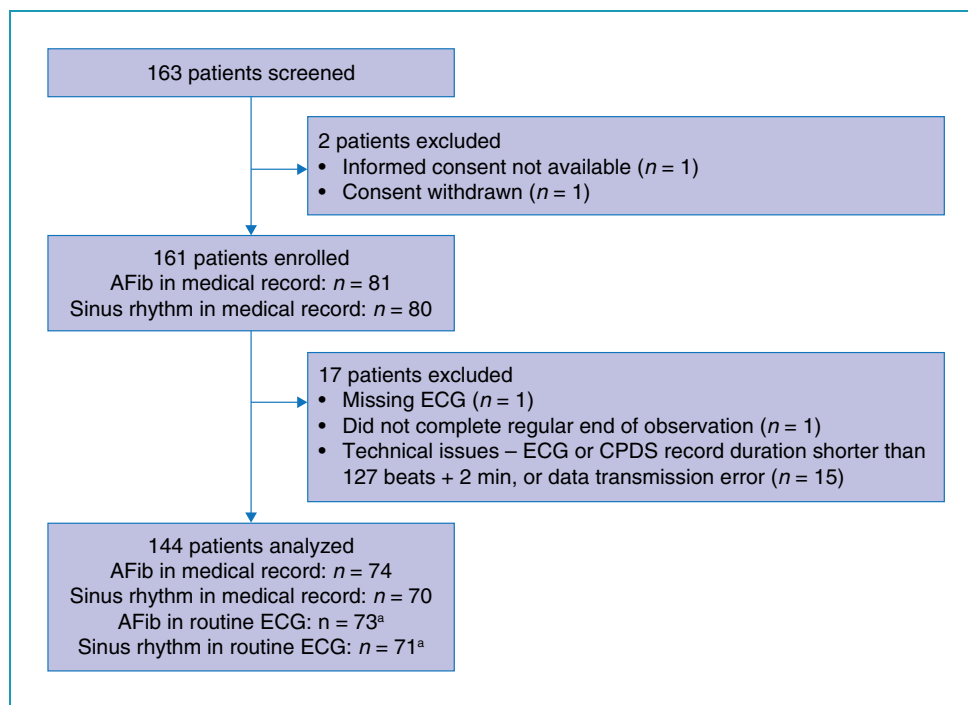 163 patients screened
2 patients excluded
• Informed consent not available (n = 1)
• Consent withdrawn (n = 1)
161 patients enrolled
AFib in medical record: n = 81
Sinus rhythm in medical record: n = 80
17 patients excluded
• Missing ECG (n = 1)
• Did not complete regular end of observation (n = 1)
• Technical issues – ECG or CPDS record duration shorter than
127 beats + 2 min, or data transmission error (n = 15)
144 patients analyzed
AFib in medical record: n = 74
Sinus rhythm in medical record: n = 70
AFib in routine ECG: n = 73ᵃ
Sinus rhythm in routine ECG: n = 71ᵃ